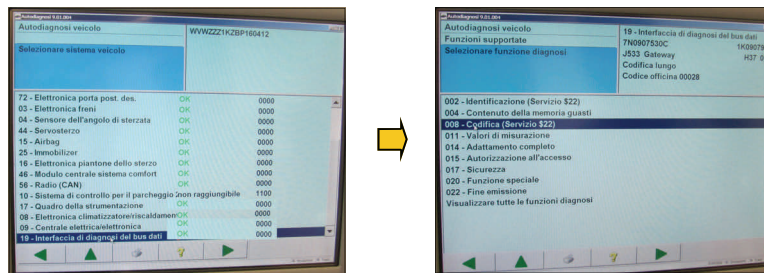 Autodiagnosi 9.01.004
Autodiagnosi veicolo
WVWZZZ1KZBP160412
Selezionare sistema veicolo
72 - Elettronica porta post. des. OK 0000
03 - Elettronica freni OK 0000
04 - Sensore dell'angolo di sterzata OK 0000
44 - Servosterzo OK 0000
15 - Airbag OK 0000
25 - Immobilizer OK 0000
16 - Elettronica piantone dello sterzo OK 0000
46 - Modulo centrale sistema comfort OK 0000
56 - Radio (CAN) OK 0000
10 - Sistema di controllo per il parcheggio non raggiungibile 1100
17 - Quadro della strumentazione OK 0000
08 - Elettronica climatizzatore/riscaldamen OK 0000
09 - Centrale elettrica/elettronica OK 0000
19 - Interfaccia di diagnosi del bus dati OK 0000
Autodiagnosi 9.01.004
Autodiagnosi veicolo
Funzioni supportate
Selezionare funzione diagnosi
19 - Interfaccia di diagnosi del bus dati
7N0907530C 1K09079
J533 Gateway H37 0
Codifica lungo
Codice officina 00028
002 - Identificazione (Servizio $22)
004 - Contenuto della memoria guasti
008 - Codifica (Servizio $22)
011 - Valori di misurazione
014 - Adattamento completo
015 - Autorizzazione all'accesso
017 - Sicurezza
020 - Funzione speciale
022 - Fine emissione
Visualizzare tutte le funzioni diagnosi